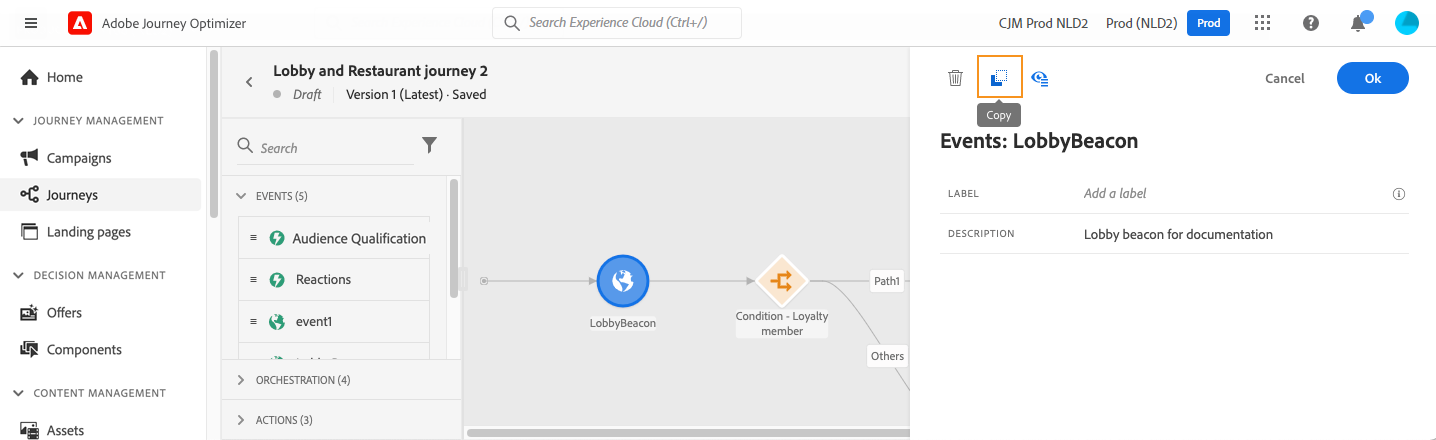 Adobe Journey Optimizer
Search Experience Cloud (Ctrl+/)
CJM Prod NLD2
Prod (NLD2)
Prod
Home
JOURNEY MANAGEMENT
Campaigns
Journeys
Landing pages
DECISION MANAGEMENT
Offers
Components
CONTENT MANAGEMENT
Assets
Lobby and Restaurant journey 2
Draft
Version 1 (Latest) · Saved
Search
EVENTS (5)
Audience Qualification
Reactions
event1
ORCHESTRATION (4)
ACTIONS (3)
LobbyBeacon
Condition - Loyalty
member
Path1
Others
Copy
Cancel
Ok
Events: LobbyBeacon
LABEL
Add a label
DESCRIPTION
Lobby beacon for documentation